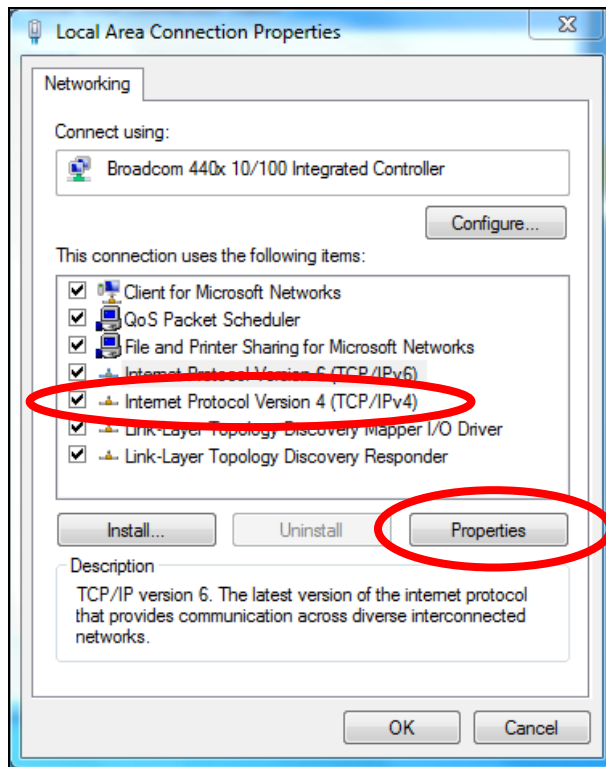 Local Area Connection Properties
Networking
Connect using:
Broadcom 440x 10/100 Integrated Controller
Configure...
This connection uses the following items:
Client for Microsoft Networks
QoS Packet Scheduler
File and Printer Sharing for Microsoft Networks
Internet Protocol Version 6 (TCP/IPv6)
Internet Protocol Version 4 (TCP/IPv4)
Link-Layer Topology Discovery Mapper I/O Driver
Link-Layer Topology Discovery Responder
Install...
Uninstall
Properties
Description
TCP/IP version 6. The latest version of the internet protocol
that provides communication across diverse interconnected
networks.
OK
Cancel